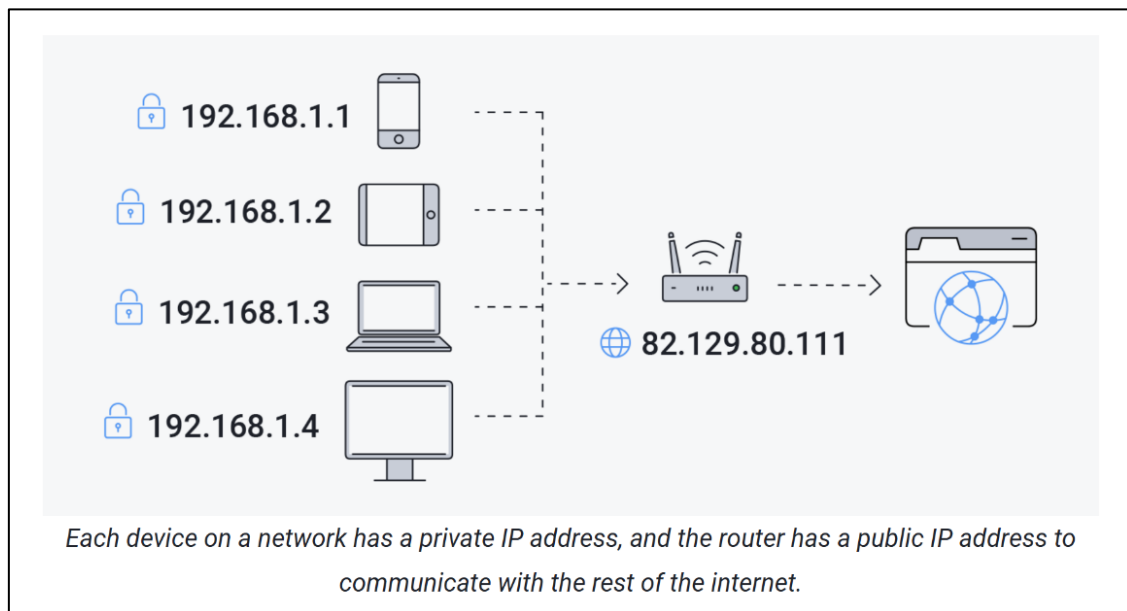 192.168.1.1
192.168.1.2
192.168.1.3
82.129.80.111
192.168.1.4
Each device on a network has a private IP address, and the router has a public IP address to
communicate with the rest of the internet.